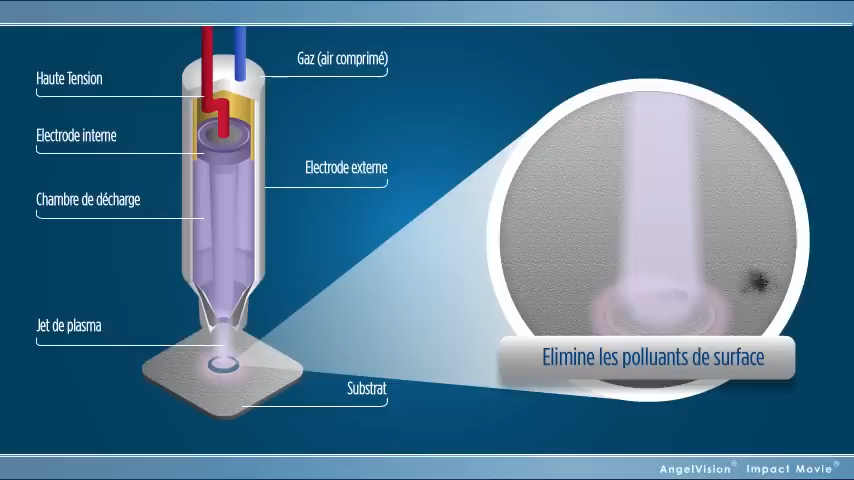 Gaz (air comprimé)
Haute Tension
Electrode interne
Electrode externe
Chambre de décharge
Jet de plasma
Elimine les polluants de surface
Substrat
AngelVision® Impact Movie®